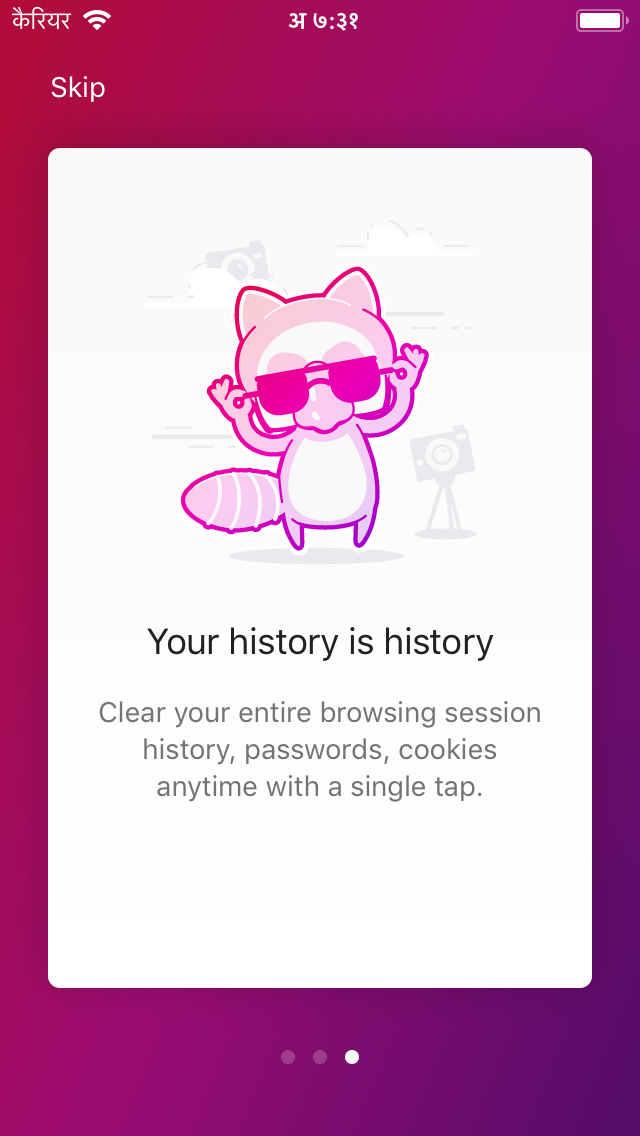 कैरियर
अ ७:३१
Skip
Your history is history
Clear your entire browsing session
history, passwords, cookies
anytime with a single tap.